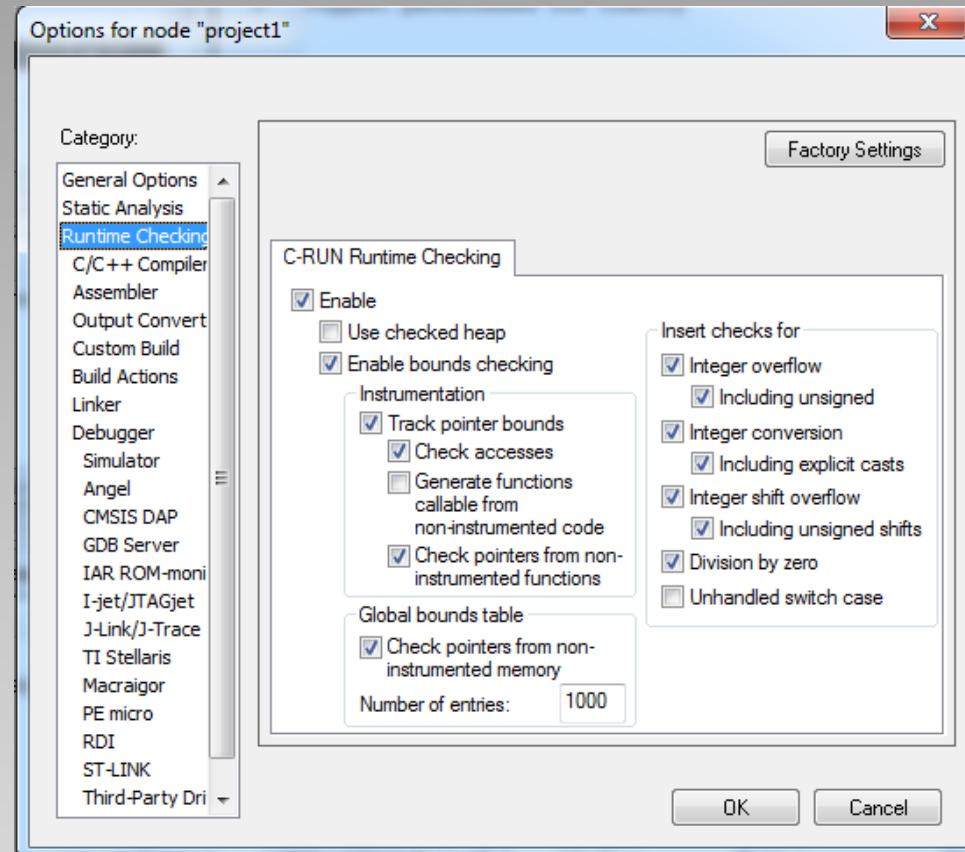 Options for node "project1"
Category:
Factory Settings
General Options
Static Analysis
Runtime Checking
C/C++ Compiler
Assembler
Output Convert
Custom Build
Build Actions
Linker
Debugger
Simulator
Angel
CMSIS DAP
GDB Server
IAR ROM-moni
I-jet/JTAGjet
J-Link/J-Trace
TI Stellaris
Macraigor
PE micro
RDI
ST-LINK
Third-Party Dri
C-RUN Runtime Checking
Enable
Use checked heap
Enable bounds checking
Instrumentation
Track pointer bounds
Check accesses
Generate functions
callable from
non-instrumented code
Check pointers from non-
instrumented functions
Global bounds table
Check pointers from non-
instrumented memory
Number of entries: 1000
Insert checks for
Integer overflow
Including unsigned
Integer conversion
Including explicit casts
Integer shift overflow
Including unsigned shifts
Division by zero
Unhandled switch case
OK
Cancel